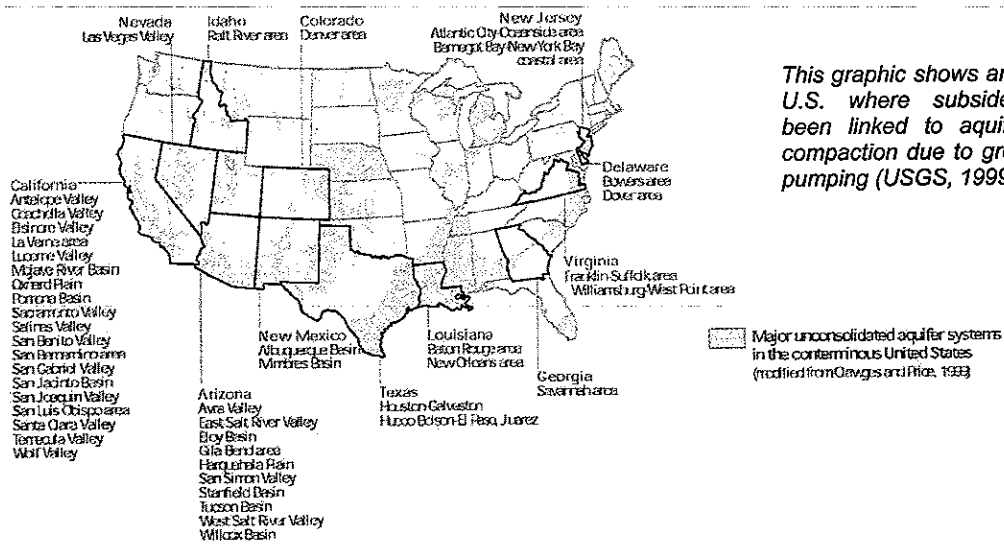 Nevada
Las Vegas Valley
Idaho
Raft River area
Colorado
Denver area
New Jersey
Atlantic City-Oceanside area
Barnegat Bay-New York Bay
coastal area
This graphic shows
U.S. where
been linked to
compaction due to
pumping (USGS, 1999
Delaware
Bowers area
Dover area
California
Antelope Valley
Coachella Valley
Elsinore Valley
La Verne area
Lucerne Valley
Mojave River Basin
Oxnard Plain
Pomona Basin
Sacramento Valley
Salinas Valley
San Benito Valley
San Bernardino area
San Gabriel Valley
San Jacinto Basin
San Joaquin Valley
San Luis Obispo area
Santa Clara Valley
Temecula Valley
Wolf Valley
Virginia
Franklin-Suffolk area
Williamsburg-West Point area
New Mexico
Albuquerque Basin
Mimbres Basin
Louisiana
Baton Rouge area
New Orleans area
Major unconsolidated aquifer systems
in the conterminous United States
(modified from and Price, 1999)
Georgia
Savannah area
Arizona
Avra Valley
East Salt River Valley
Eloy Basin
Gila Bend area
Harquahala Plain
San Simon Valley
Stanfield Basin
Tucson Basin
West Salt River Valley
Willcox Basin
Texas
Houston-Galveston
Hueco Bolson-El Paso, Juarez